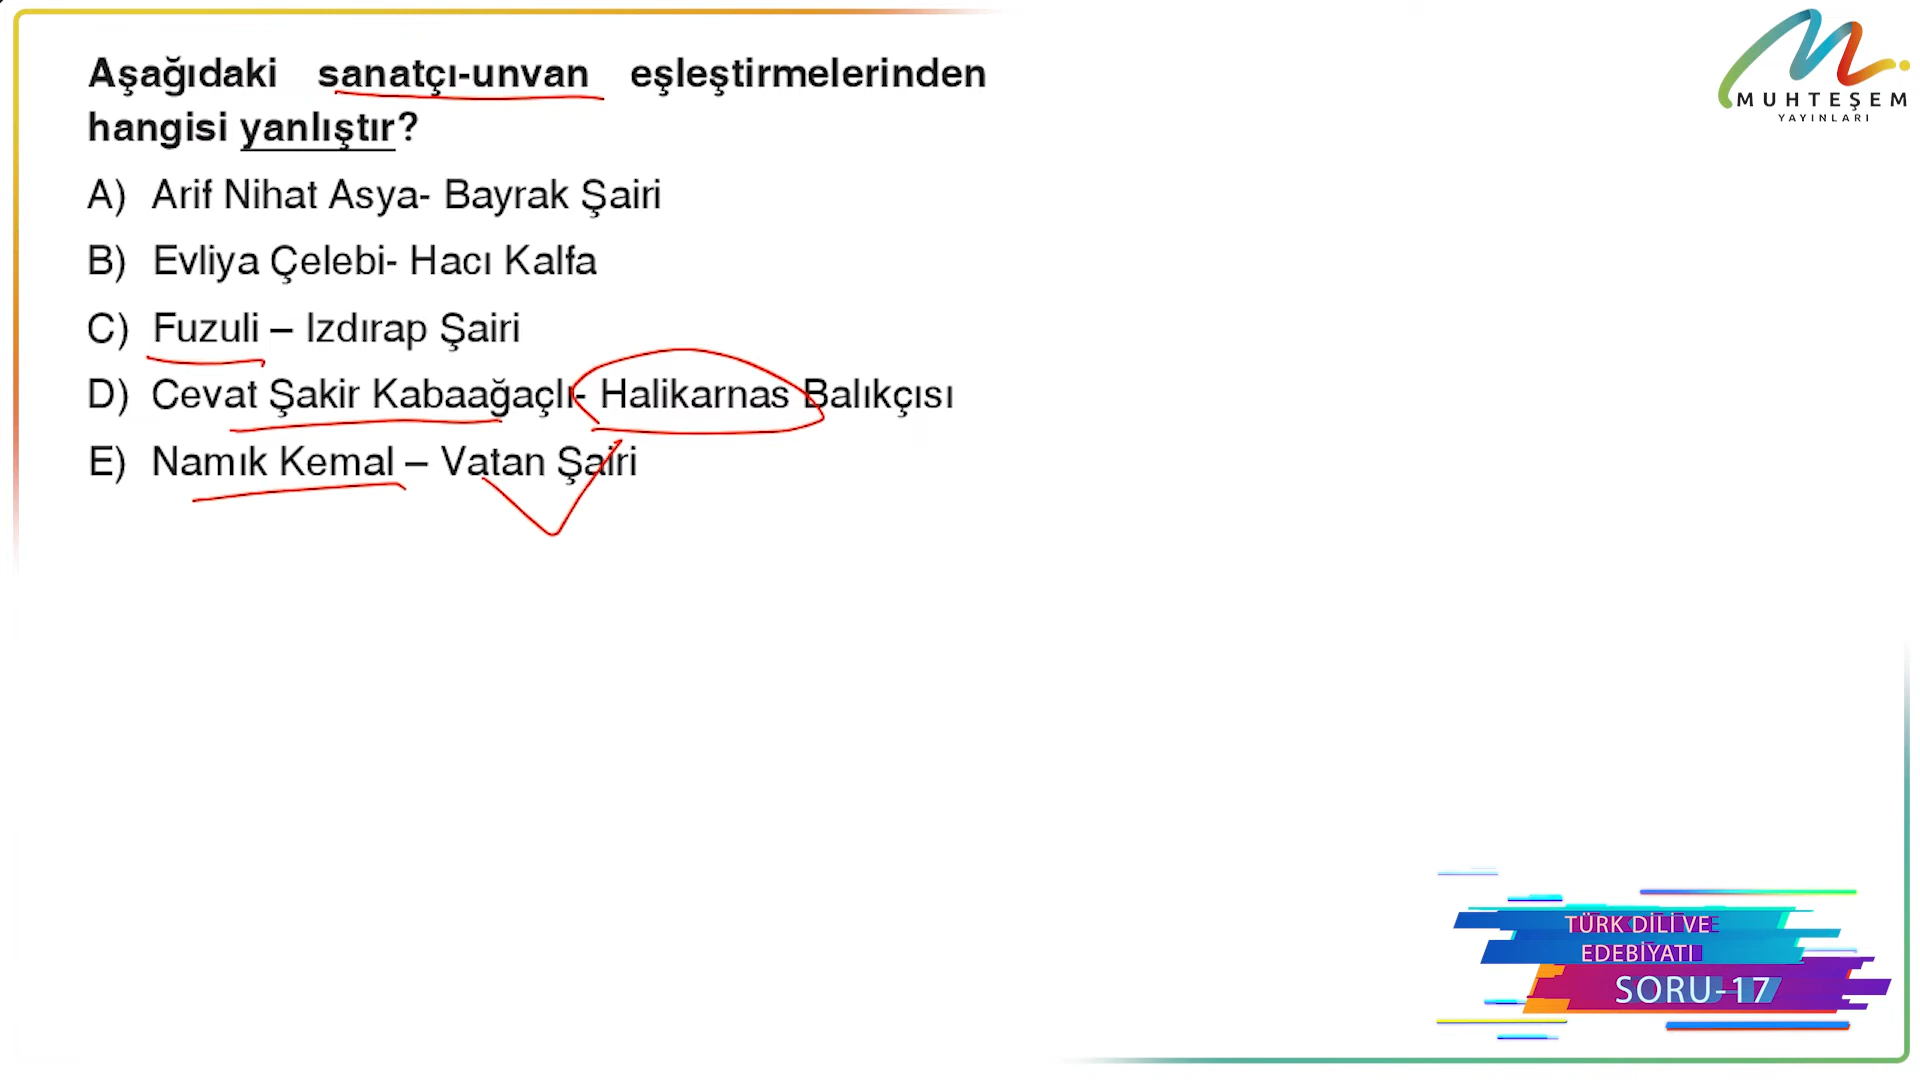 Aşağıdaki sanatçı-unvan eşleştirmelerinden
hangisi yanlıştır?
A) Arif Nihat Asya- Bayrak Şairi
B) Evliya Çelebi- Hacı Kalfa
C) Fuzuli – Izdırap Şairi
D) Cevat Şakir Kabaağaçlı- Halikarnas Balıkçısı
E) Namık Kemal – Vatan Şairi
MUHTEŞEM
YAYINLARI
TÜRK DİLİ VE
EDEBİYATI
SORU-17